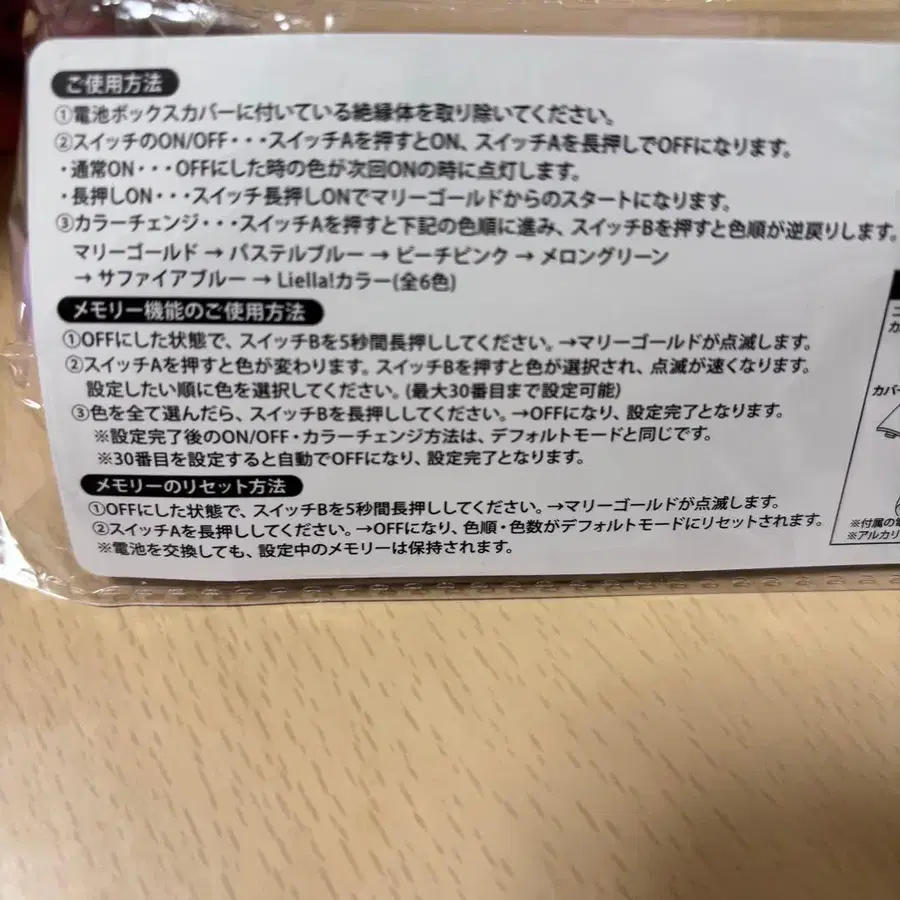 ご使用方法
①電池ボックスカバーに付いている絶縁体を取り除いてください。
②スイッチのON/OFF・・・スイッチAを押すとON、スイッチAを長押しでOFFになります。
・通常ON・・・OFFにした時の色が次回ONの時に点灯します。
・長押しON・・・スイッチ長押しONでマリーゴールドからのスタートになります。
③カラーチェンジ・・・スイッチAを押すと下記の色順に進み、スイッチBを押すと色順が逆戻りします。
マリーゴールド → パステルブルー → ピーチピンク → メロングリーン
→ サファイアブルー → Liella!カラー(全6色)
メモリー機能のご使用方法
①OFFにした状態で、スイッチBを5秒間長押ししてください。→マリーゴールドが点滅します。
②スイッチAを押すと色が変わります。スイッチBを押すと色が選択され、点滅が速くなります。
設定したい順に色を選択してください。(最大30番目まで設定可能)
③色を全て選んだら、スイッチBを長押ししてください。→OFFになり、設定完了となります。
※設定完了後のON/OFF・カラーチェンジ方法は、デフォルトモードと同じです。
※30番目を設定すると自動でOFFになり、設定完了となります。
メモリーのリセット方法
①OFFにした状態で、スイッチBを5秒間長押ししてください。→マリーゴールドが点滅します。
②スイッチAを長押ししてください。→OFFになり、色順・色数がデフォルトモードにリセットされます。
※電池を交換しても、設定中のメモリーは保持されます。
カバー
※付属の電
※アルカリ